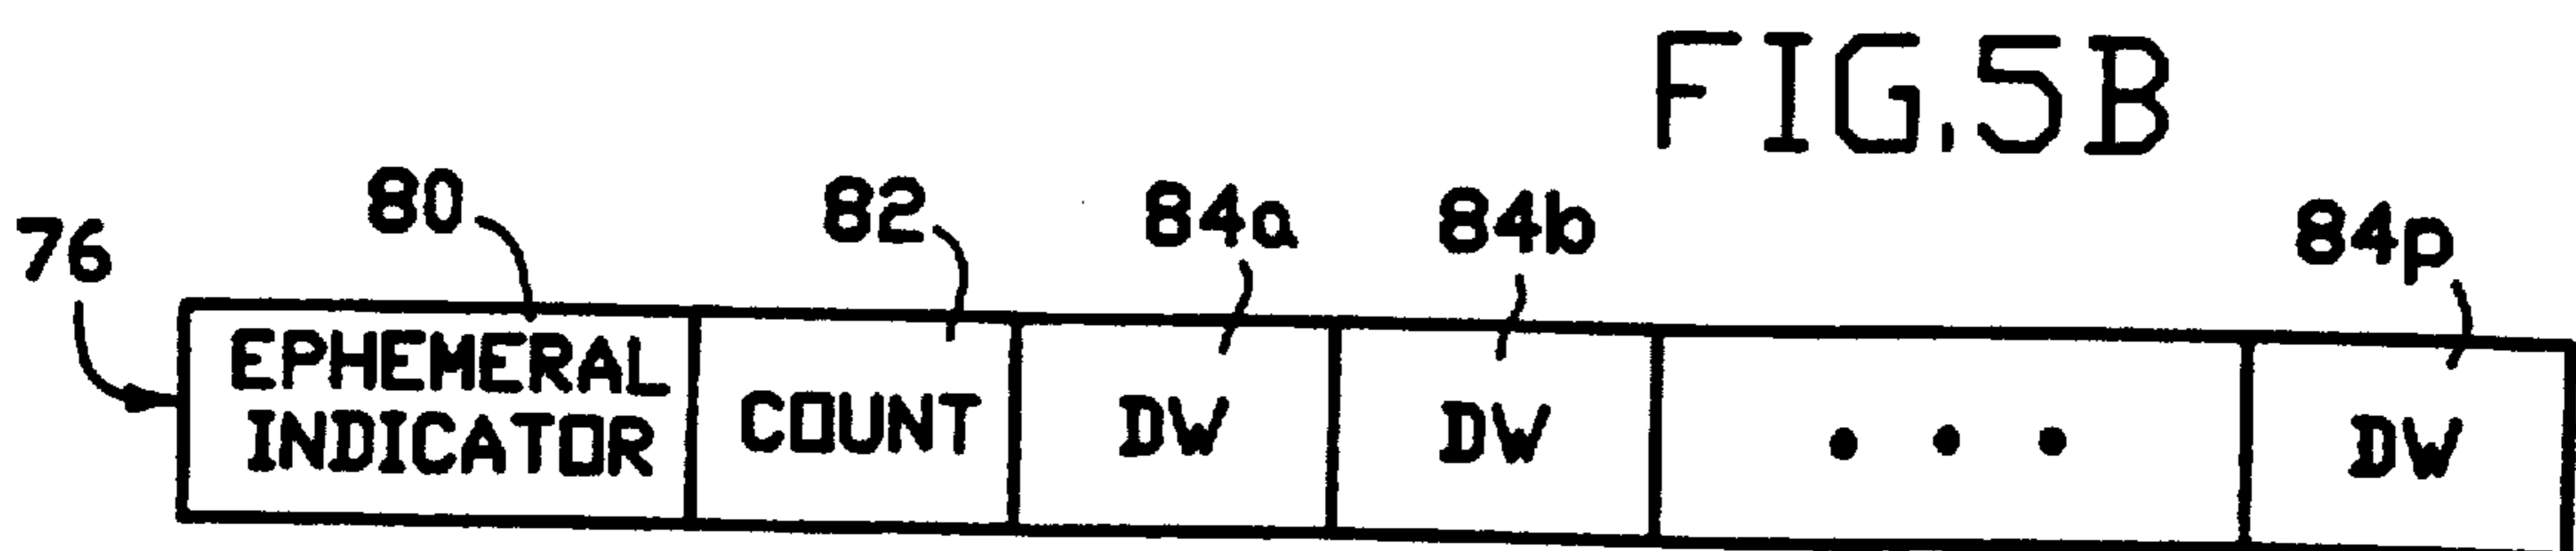 FIG.5B
76 80 82 84a 84b 84p
EPHEMERAL
INDICATOR COUNT DW DW • • • DW